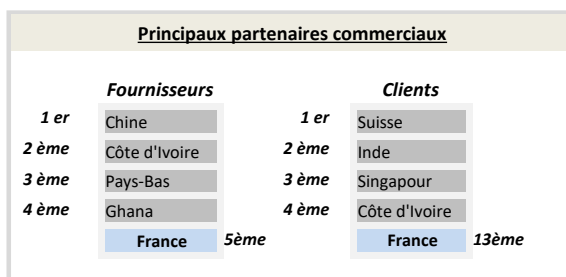 Principaux partenaires commerciaux
Fournisseurs Clients
1 er Chine 1 er Suisse
2 ème Côte d'Ivoire 2 ème Inde
3 ème Pays-Bas 3 ème Singapour
4 ème Ghana 4 ème Côte d'Ivoire
France 5ème France 13ème